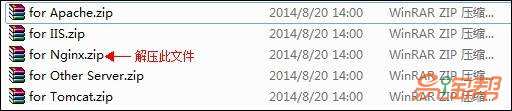 for Apache.zip 2014/8/20 14:00 WinRAR ZIP 压缩...
for IIS.zip 2014/8/20 14:00 WinRAR ZIP 压缩...
for Nginx.zip 解压此文件 2014/8/20 14:00 WinRAR ZIP 压缩...
for Other Server.zip 2014/8/20 14:00 WinRAR ZIP 压缩...
for Tomcat.zip 2014/8/20 14:00 WinRAR ZIP 压缩...